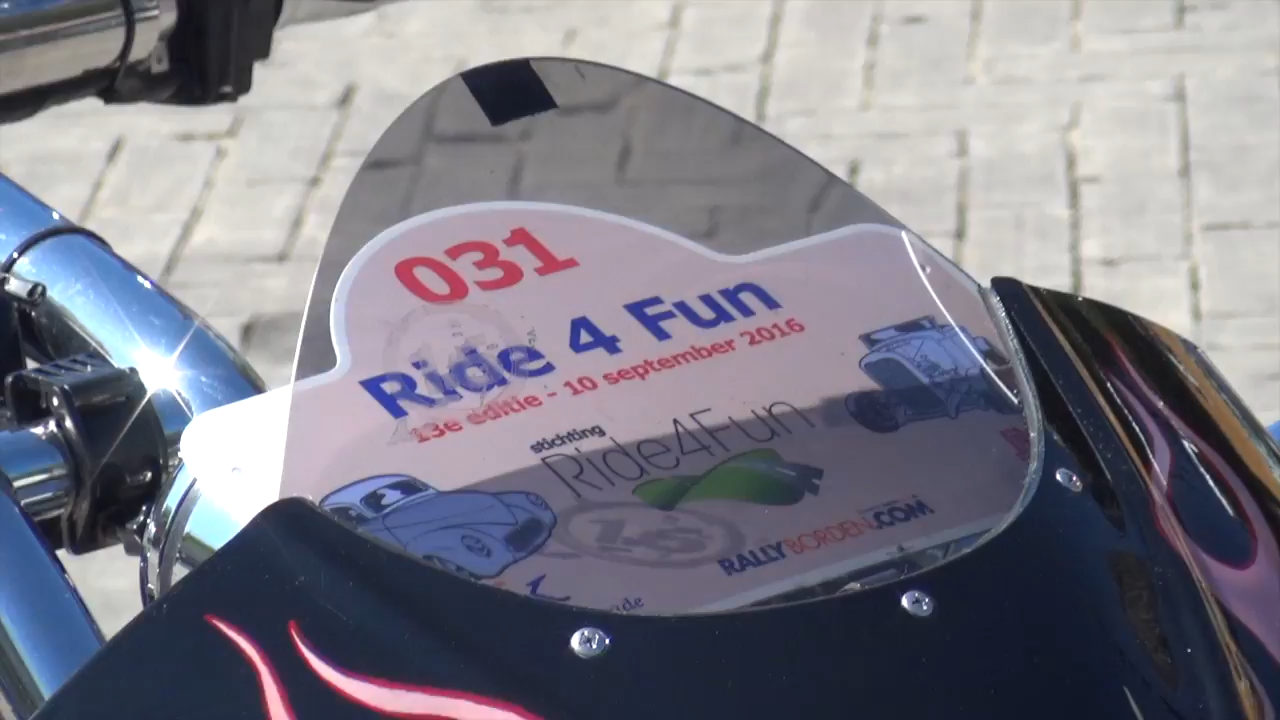 031
Ride 4 Fun
13e editie - 10 september 2016
stichting
Ride4Fun
RALLYBORDEN.COM